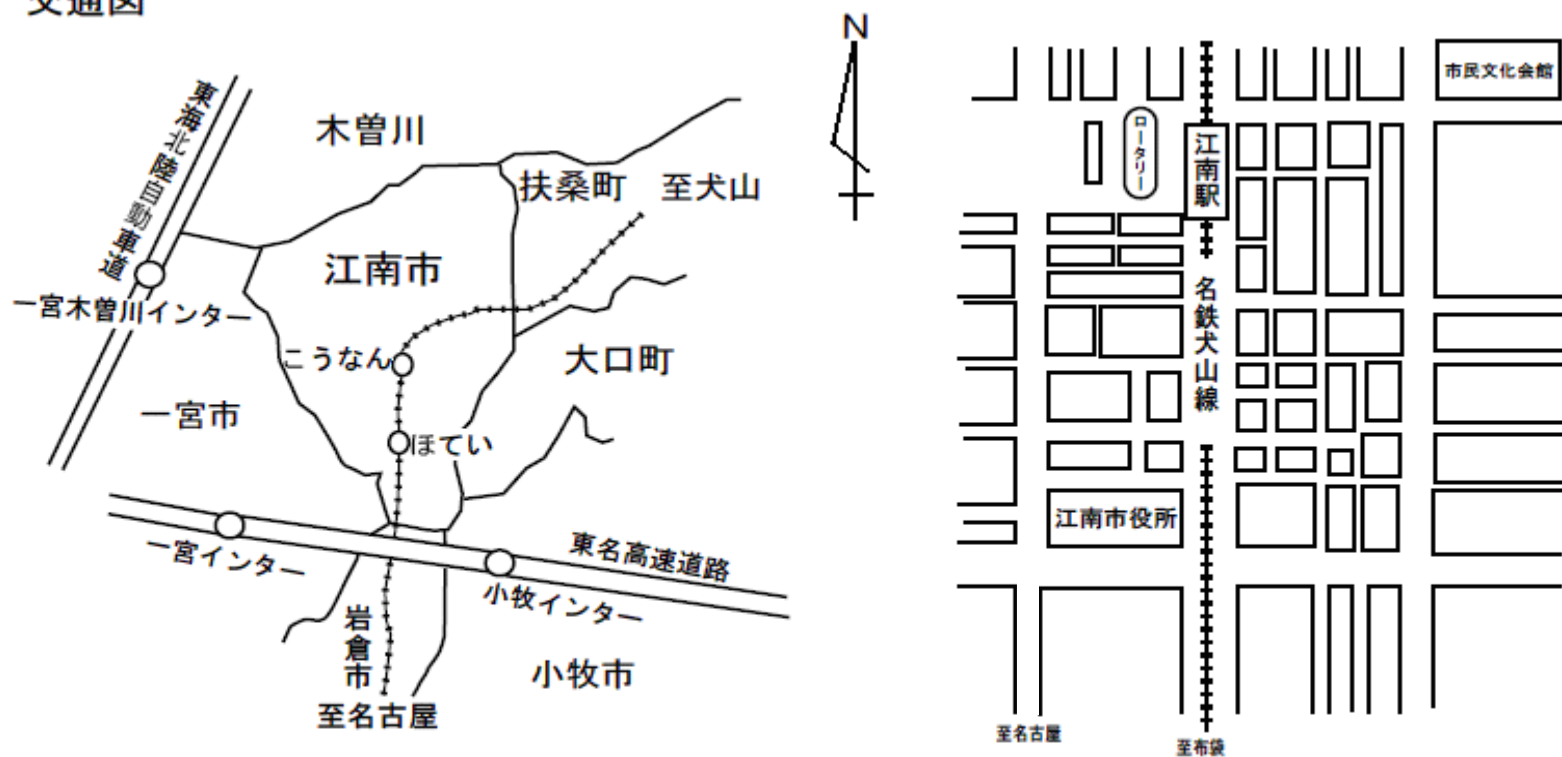 交通図
東海北陸自動車道
木曽川
扶桑町
至犬山
江南市
一宮木曽川インター
こうなん
大口町
一宮市
ほてい
一宮インター
東名高速道路
小牧インター
岩倉市
小牧市
至名古屋
N
市民文化会館
ロータリー
江南駅
名鉄犬山線
江南市役所
至名古屋
至布袋